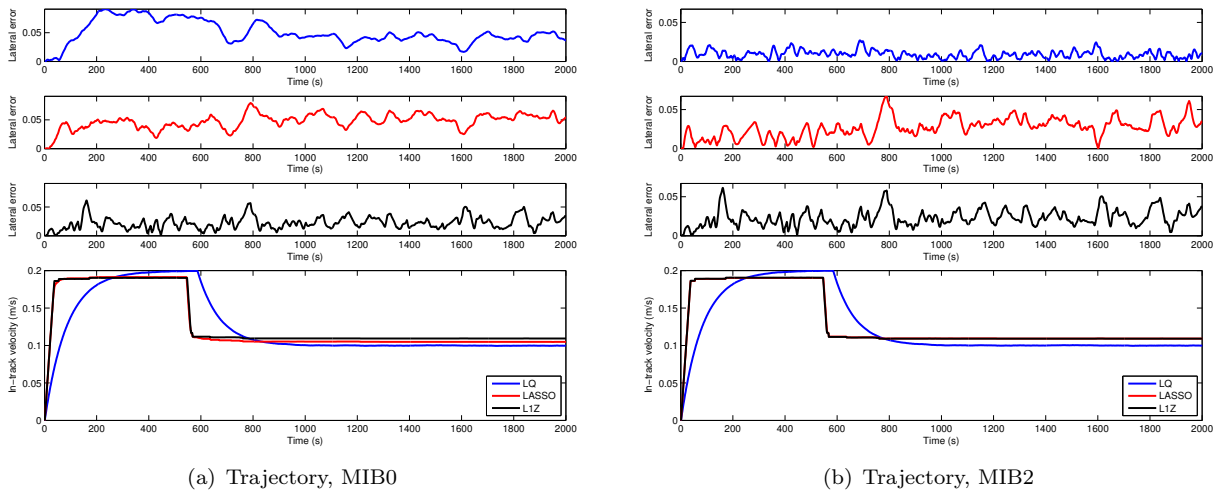 Lateral error
0.05
0
0 200 400 600 800 1000 1200 1400 1600 1800 2000
Time (s)
Lateral error
0.05
0
0 200 400 600 800 1000 1200 1400 1600 1800 2000
Time (s)
Lateral error
0.05
0
0 200 400 600 800 1000 1200 1400 1600 1800 2000
Time (s)
In-track velocity (m/s)
0.2
0.15
0.1
0.05
0
LQ
LASSO
L1Z
0 200 400 600 800 1000 1200 1400 1600 1800 2000
Time (s)
(a) Trajectory, MIB0
Lateral error
0.05
0
0 200 400 600 800 1000 1200 1400 1600 1800 2000
Time (s)
Lateral error
0.05
0
0 200 400 600 800 1000 1200 1400 1600 1800 2000
Time (s)
Lateral error
0.05
0
0 200 400 600 800 1000 1200 1400 1600 1800 2000
Time (s)
In-track velocity (m/s)
0.2
0.15
0.1
0.05
0
LQ
LASSO
L1Z
0 200 400 600 800 1000 1200 1400 1600 1800 2000
Time (s)
(b) Trajectory, MIB2